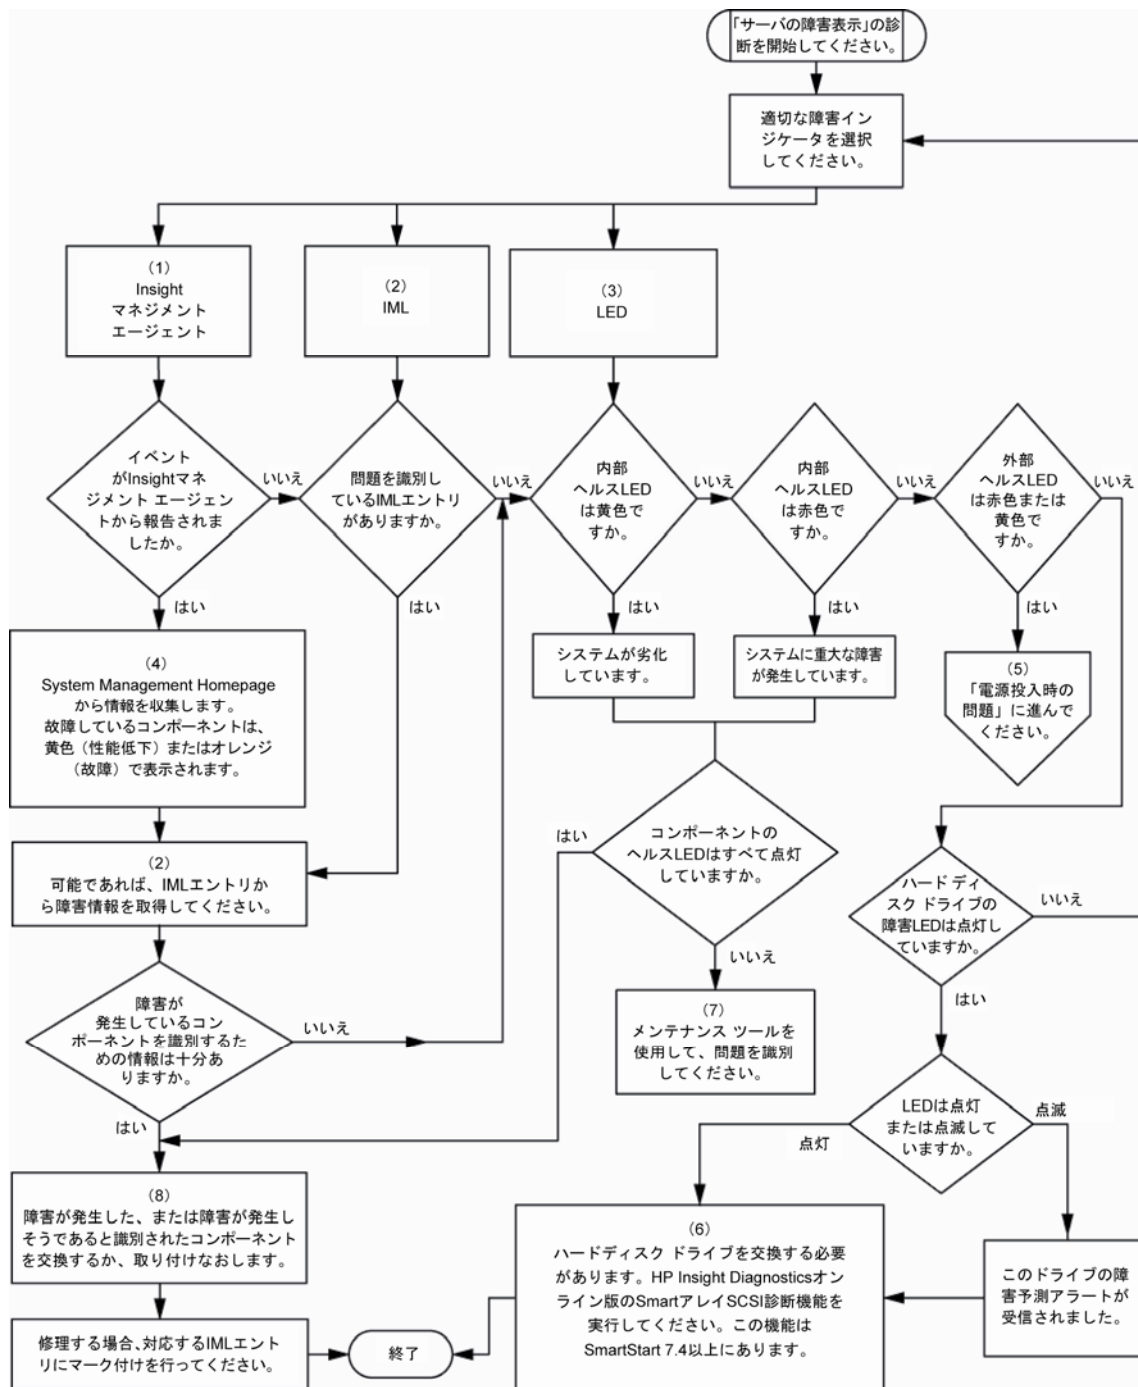 「サーバの障害表示」の診
断を開始してください。
適切な障害イン
ジケータを選択
してください。
（1）
Insight
マネジメント
エージェント
（2）
IML
（3）
LED
イベント
がInsightマネ
ジメント エージェン
トから報告されま
したか。
いいえ
問題を識別し
ているIMLエントリ
がありますか。
いいえ
内部
ヘルスLED
は黄色で
すか。
いいえ
内部
ヘルスLED
は赤色で
すか。
いいえ
外部
ヘルスLED
は赤色または
黄色で
すか。
いいえ
はい
はい
はい
はい
はい
（4）
System Management Homepage
から情報を収集します。
故障しているコンポーネントは、
黄色（性能低下）またはオレンジ
（故障）で表示されます。
システムが劣化
しています。
システムに重大な障害
が発生しています。
（5）
「電源投入時の
問題」に進んで
ください。
（2）
可能であれば、IMLエントリか
ら障害情報を取得してください。
はい
コンポーネントの
ヘルスLEDはすべて点灯
していますか。
いいえ
ハード ディ
スク ドライブの
障害LEDは点灯し
ていますか。
いいえ
はい
障害が
発生しているコン
ポーネントを識別するた
めの情報は十分あ
りますか。
いいえ
はい
（7）
メンテナンス ツールを
使用して、問題を識別
してください。
LEDは点灯
または点滅して
いますか。
点滅
点灯
（8）
障害が発生した、または障害が発生し
そうであると識別されたコンポーネント
を交換するか、取り付けなおします。
（6）
ハードディスク ドライブを交換する必要
があります。HP Insight Diagnosticsオン
ライン版のSmartアレイSCSI診断機能を
実行してください。この機能は
SmartStart 7.4以上にあります。
このドライブの障
害予測アラートが
受信されました。
修理する場合、対応するIMLエント
リにマーク付けを行ってください。
終了